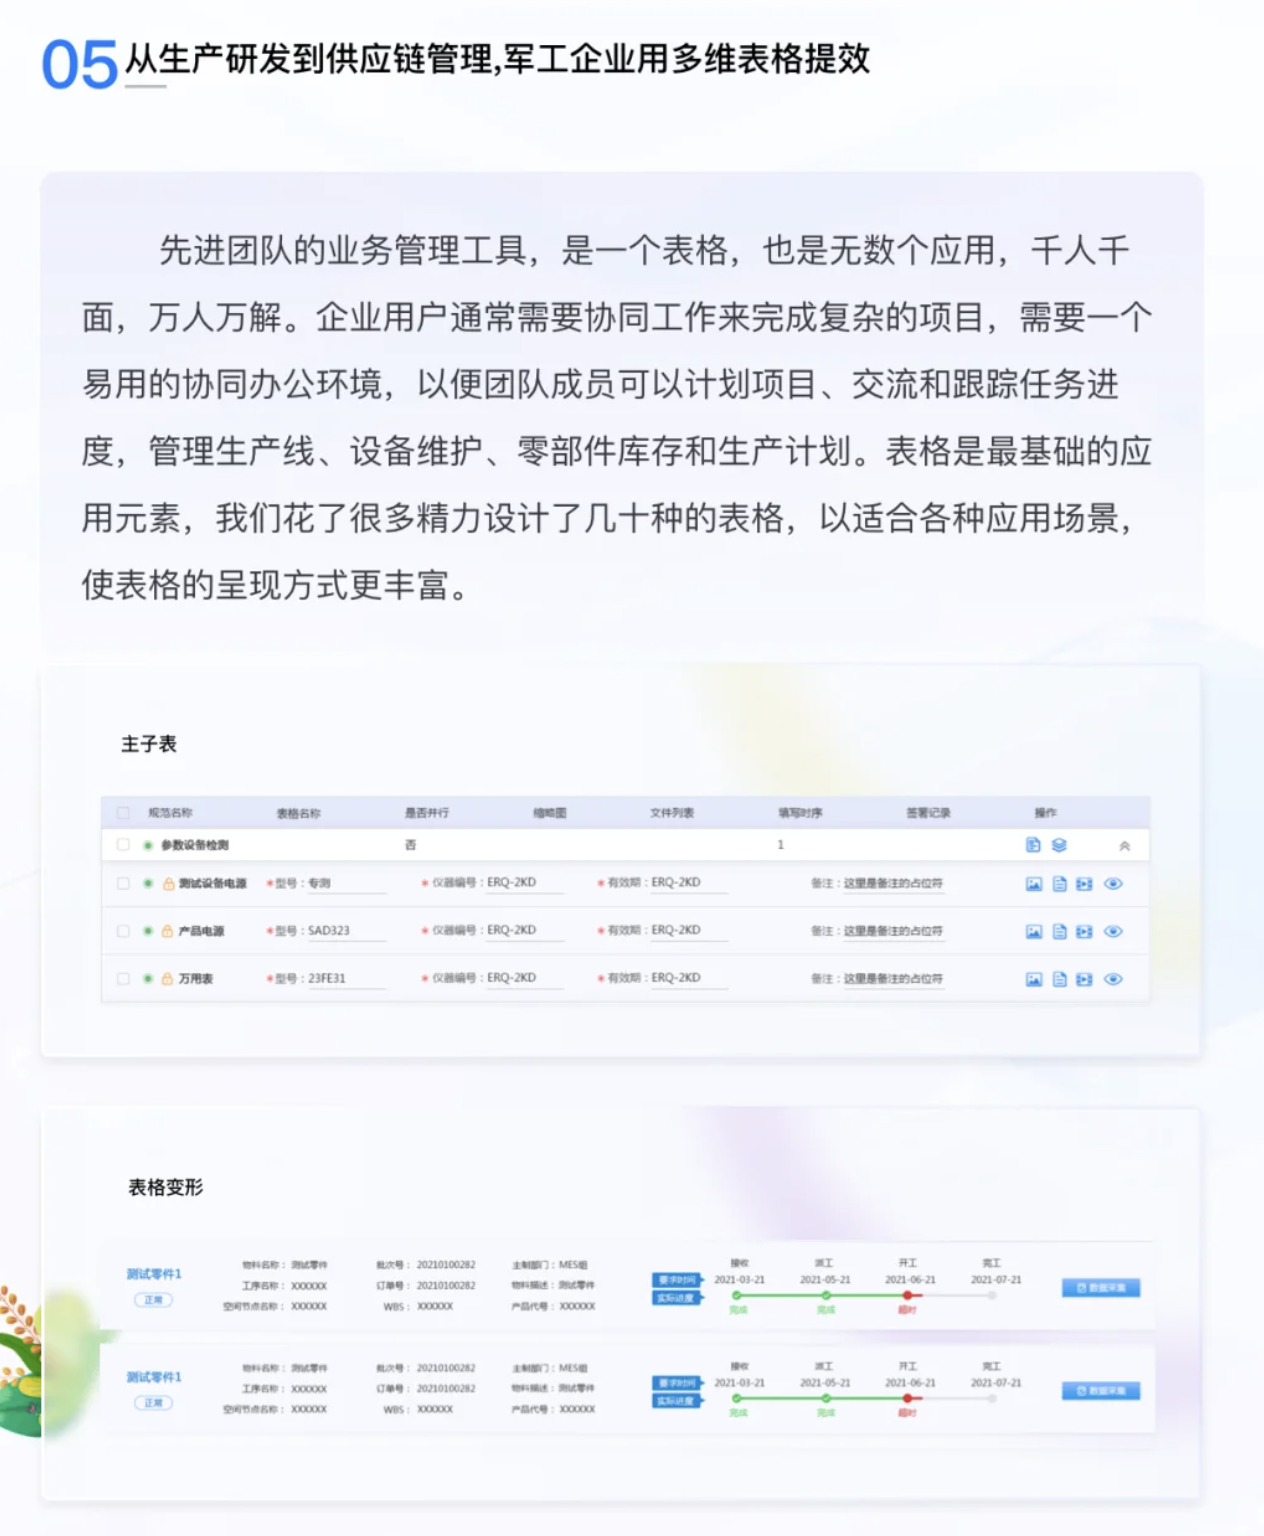 05 从生产研发到供应链管理,军工企业用多维表格提效
先进团队的业务管理工具，是一个表格，也是无数个应用，千人千
面，万人万解。企业用户通常需要协同工作来完成复杂的项目，需要一个
易用的协同办公环境，以便团队成员可以计划项目、交流和跟踪任务进
度，管理生产线、设备维护、零部件库存和生产计划。表格是最基础的应
用元素，我们花了很多精力设计了几十种的表格，以适合各种应用场景，
使表格的呈现方式更丰富。
主子表
规范名称 表格名称 是否并行 缩略图 文件列表 填写时序 签署记录 操作
参数设备检测 否 1
测试设备电源 *型号：专测 *仪器编号：ERQ-2KD *有效期：ERQ-2KD 备注：这里是备注的占位符
产品电源 *型号：SAD323 *仪器编号：ERQ-2KD *有效期：ERQ-2KD 备注：这里是备注的占位符
万用表 *型号：23FE31 *仪器编号：ERQ-2KD *有效期：ERQ-2KD 备注：这里是备注的占位符
表格变形
物料名称：测试零件 批次号：20210100282 主制部门：MES组 接收 派工 开工 完工
测试零件1 工序名称：XXXXXX 订单号：20210100282 物料描述：测试零件 要求时间 2021-03-21 2021-05-21 2021-06-21 2021-07-21 数据采集
正常 空间节点名称：XXXXXX WBS：XXXXXX 产品代号：XXXXXX 实际进度 完成 完成 超时
物料名称：测试零件 批次号：20210100282 主制部门：MES组 接收 派工 开工 完工
测试零件1 工序名称：XXXXXX 订单号：20210100282 物料描述：测试零件 要求时间 2021-03-21 2021-05-21 2021-06-21 2021-07-21 数据采集
正常 空间节点名称：XXXXXX WBS：XXXXXX 产品代号：XXXXXX 实际进度 完成 完成 超时